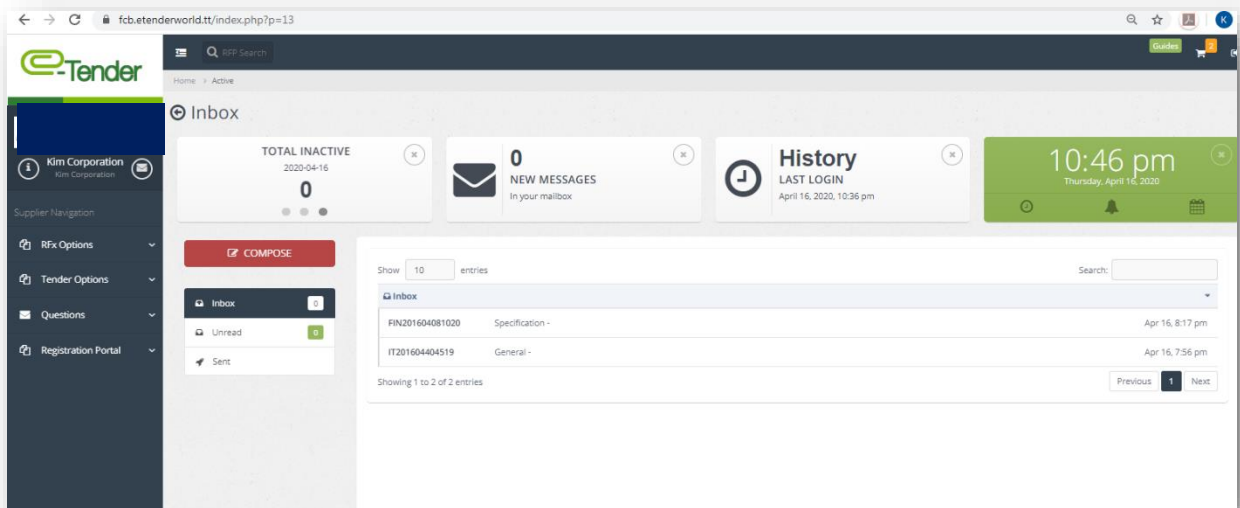 fcb.etenderworld.tt/index.php?p=13
K
e-Tender
RFP Search
Guides
2
Home > Active
Inbox
Kim Corporation
Kim Corporation
Supplier Navigation
RFx Options
Tender Options
Questions
Registration Portal
TOTAL INACTIVE
2020-04-16
0
0
NEW MESSAGES
In your mailbox
History
LAST LOGIN
April 16, 2020, 10:36 pm
10:46 pm
Thursday, April 16, 2020
COMPOSE
Inbox 0
Unread 0
Sent
Show 10 entries
Search:
Inbox
FIN201604081020 Specification - Apr 16, 8:17 pm
IT201604404519 General - Apr 16, 7:56 pm
Showing 1 to 2 of 2 entries
Previous 1 Next